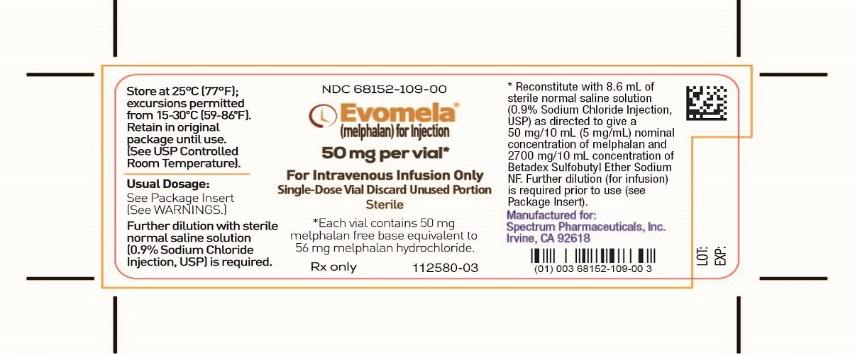 Store at 25°C (77°F);
excursions permitted
from 15-30°C (59-86°F).
Retain in original
package until use.
(See USP Controlled
Room Temperature).
Usual Dosage:
See Package Insert
(See WARNINGS.)
Further dilution with sterile
normal saline solution
(0.9% Sodium Chloride
Injection, USP) is required.
NDC 68152-109-00
Evomela®
(melphalan) for Injection
50 mg per vial*
For Intravenous Infusion Only
Single-Dose Vial Discard Unused Portion
Sterile
*Each vial contains 50 mg
melphalan free base equivalent to
56 mg melphalan hydrochloride.
Rx only 112580-03
* Reconstitute with 8.6 mL of
sterile normal saline solution
(0.9% Sodium Chloride Injection,
USP) as directed to give a
50 mg/10 mL (5 mg/mL) nominal
concentration of melphalan and
2700 mg/10 mL concentration of
Betadex Sulfobutyl Ether Sodium
NF. Further dilution (for infusion)
is required prior to use (see
Package Insert).
Manufactured for:
Spectrum Pharmaceuticals, Inc.
Irvine, CA 92618
(01) 003 68152-109-00 3
LOT:
EXP: